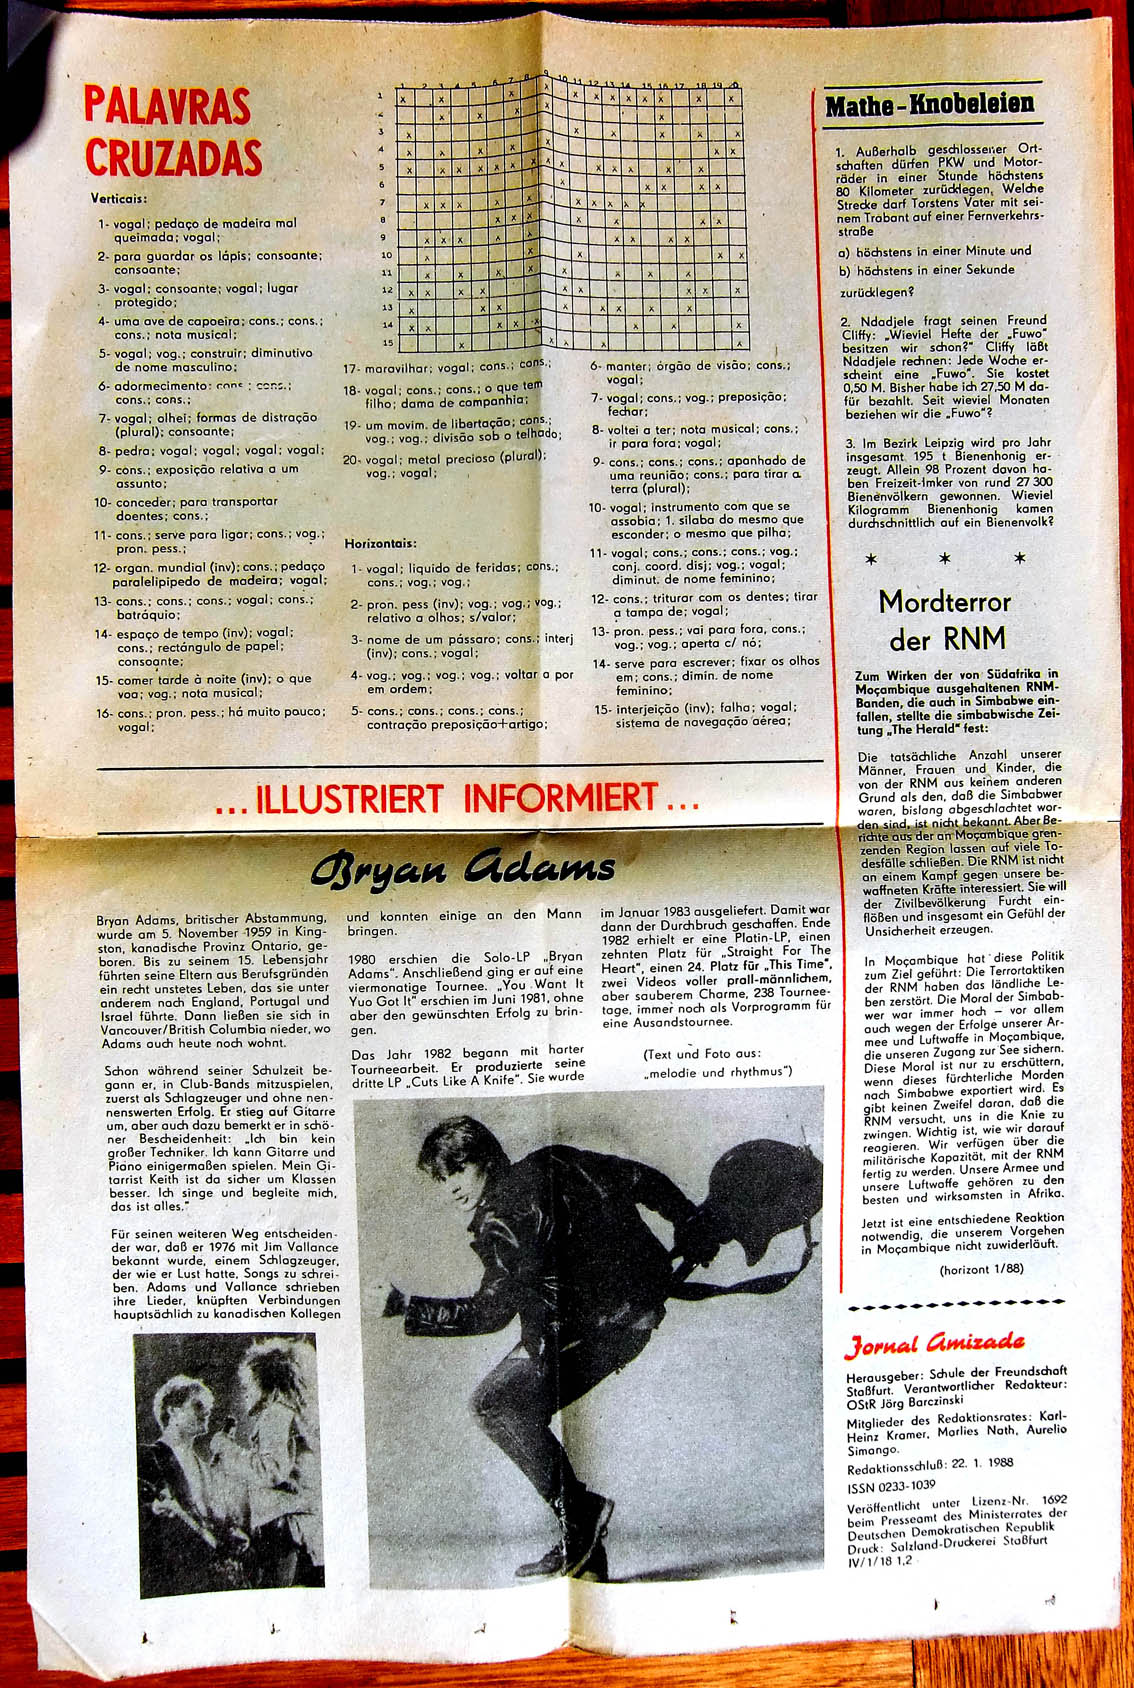 PALAVRAS
CRUZADAS
Verticais:
1- vogal; pedaço de madeira mal
queimada; vogal;
2- para guardar os lápis; consoante;
consoante;
3- vogal; consoante; vogal; lugar
protegido;
4- uma ave de capoeira; cons.; cons.;
cons.; nota musical;
5- vogal; vog.; construir; diminutivo
de nome masculino;
6- adormecimento; cons.; cons.;
cons.; cons.;
7- vogal; olhei; formas de distração
(plural); consoante;
8- pedra; vogal; vogal; vogal; vogal;
9- cons.; exposição relativa a um
assunto;
10- conceder; para transportar
doentes; cons.;
11- cons.; serve para ligar; cons.; vog.;
pron. pess.;
12- organ. mundial (inv); cons.; pedaço
paralelipipedo de madeira; vogal;
13- cons.; cons.; cons.; vogal; cons.;
batráquio;
14- espaço de tempo (inv); vogal;
cons.; rectángulo de papel;
consoante;
15- comer tarde à noite (inv); o que
voa; vog.; nota musical;
16- cons.; pron. pess.; há muito pouco;
vogal;
1 2 3 4 5 6 7 8 9 10 11 12 13 14 15 16 17 18 19 20
1
2
3
4
5
6
7
8
9
10
11
12
13
14
15
17- maravilhar; vogal; cons.; cons.;
18- vogal; cons.; cons.; o que tem
filho; dama de companhia;
19- um movim. de libertação; cons.;
vog.; vog.; divisão sob o telhado;
20- vogal; metal precioso (plural);
vog.; vogal;
Horizontais:
1- vogal; liquido de feridas; cons.;
cons.; vog.; vog.;
2- pron. pess (inv); vog.; vog.; vog.;
relativo a olhos; s/valor;
3- nome de um pássaro; cons.; interj
(inv); cons.; vogal;
4- vog.; vog.; vog.; vog.; voltar a por
em ordem;
5- cons.; cons.; cons.; cons.;
contração preposição+artigo;
6- manter; órgão de visão; cons.;
vogal;
7- vogal; cons.; vog.; preposição;
fechar;
8- voltei a ter; nota musical; cons.;
ir para fora; vogal;
9- cons.; cons.; cons.; apanhado de
uma reunião; cons.; para tirar a
terra (plural);
10- vogal; instrumento com que se
assobia; 1. silaba do mesmo que
esconder; o mesmo que pilha;
11- vogal; cons.; cons.; cons.; vog.;
conj. coord. disj; vog.; vogal;
diminut. de nome feminino;
12- cons.; triturar com os dentes; tirar
a tampa de; vogal;
13- pron. pess.; vai para fora, cons.;
vog.; vog.; aperta c/ nó;
14- serve para escrever; fixar os olhos
em; cons.; dimin. de nome
feminino;
15- interjeição (inv); falha; vogal;
sistema de navegação aérea;
Mathe-Knobeleien
1. Außerhalb geschlossener Ort-
schaften dürfen PKW und Motor-
räder in einer Stunde höchstens
80 Kilometer zurücklegen. Welche
Strecke darf Torstens Vater mit sei-
nem Trabant auf einer Fernverkehrs-
straße
a) höchstens in einer Minute und
b) höchstens in einer Sekunde
zurücklegen?
2. Ndadjele fragt seinen Freund
Cliffy: „Wieviel Hefte der „Fuwo“
besitzen wir schon?“ Cliffy läßt
Ndadjele rechnen: Jede Woche er-
scheint eine „Fuwo“. Sie kostet
0,50 M. Bisher habe ich 27,50 M da-
für bezahlt. Seit wieviel Monaten
beziehen wir die „Fuwo“?
3. Im Bezirk Leipzig wird pro Jahr
insgesamt 195 t Bienenhonig er-
zeugt. Allein 98 Prozent davon ha-
ben Freizeit-Imker von rund 27 300
Bienenvölkern gewonnen. Wieviel
Kilogramm Bienenhonig kamen
durchschnittlich auf ein Bienenvolk?
* * *
Mordterror
der RNM
Zum Wirken der von Südafrika in
Moçambique ausgehaltenen RNM-
Banden, die auch in Simbabwe ein-
fallen, stellte die simbabwische Zei-
tung „The Herald“ fest:
Die tatsächliche Anzahl unserer
Männer, Frauen und Kinder, die
von der RNM aus keinem anderen
Grund als den, daß die Simbabwer
waren, bislang abgeschlachtet wor-
den sind, ist nicht bekannt. Aber Be-
richte aus der an Moçambique gren-
zenden Region lassen auf viele To-
desfälle schließen. Die RNM ist nicht
an einem Kampf gegen unsere be-
waffneten Kräfte interessiert. Sie will
der Zivilbevölkerung Furcht ein-
flößen und insgesamt ein Gefühl der
Unsicherheit erzeugen.
In Moçambique hat diese Politik
zum Ziel geführt: Die Terrortaktiken
der RNM haben das ländliche Le-
ben zerstört. Die Moral der Simbab-
wer war immer hoch – vor allem
auch wegen der Erfolge unserer Ar-
mee und Luftwaffe in Moçambique,
die unseren Zugang zur See sichern.
Diese Moral ist nur zu erschüttern,
wenn dieses fürchterliche Morden
nach Simbabwe exportiert wird. Es
gibt keinen Zweifel daran, daß die
RNM versucht, uns in die Knie zu
zwingen. Wichtig ist, wie wir darauf
reagieren. Wir verfügen über die
militärische Kapazität, mit der RNM
fertig zu werden. Unsere Armee und
unsere Luftwaffe gehören zu den
besten und wirksamsten in Afrika.
Jetzt ist eine entschiedene Reaktion
notwendig, die unserem Vorgehen
in Moçambique nicht zuwiderläuft.
(horizont 1/88)
...ILLUSTRIERT INFORMIERT...
Bryan Adams
Bryan Adams, britischer Abstammung,
wurde am 5. November 1959 in King-
ston, kanadische Provinz Ontario, ge-
boren. Bis zu seinem 15. Lebensjahr
führten seine Eltern aus Berufsgründen
ein recht unstetes Leben, das sie unter
anderem nach England, Portugal und
Israel führte. Dann ließen sie sich in
Vancouver/British Columbia nieder, wo
Adams auch heute noch wohnt.
Schon während seiner Schulzeit be-
gann er, in Club-Bands mitzuspielen,
zuerst als Schlagzeuger und ohne nen-
nenswerten Erfolg. Er stieg auf Gitarre
um, aber auch dazu bemerkt er in schö-
ner Bescheidenheit: „Ich bin kein
großer Techniker. Ich kann Gitarre und
Piano einigermaßen spielen. Mein Gi-
tarrist Keith ist da sicher um Klassen
besser. Ich singe und begleite mich,
das ist alles.“
Für seinen weiteren Weg entscheiden-
der war, daß er 1976 mit Jim Vallance
bekannt wurde, einem Schlagzeuger,
der wie er Lust hatte, Songs zu schrei-
ben. Adams und Vallance schrieben
ihre Lieder, knüpften Verbindungen
hauptsächlich zu kanadischen Kollegen
und konnten einige an den Mann
bringen.
1980 erschien die Solo-LP „Bryan
Adams“. Anschließend ging er auf eine
viermonatige Tournee. „You Want It
Yuo Got It“ erschien im Juni 1981, ohne
aber den gewünschten Erfolg zu brin-
gen.
Das Jahr 1982 begann mit harter
Tourneearbeit. Er produzierte seine
dritte LP „Cuts Like A Knife“. Sie wurde
im Januar 1983 ausgeliefert. Damit war
dann der Durchbruch geschaffen. Ende
1982 erhielt er eine Platin-LP, einen
zehnten Platz für „Straight For The
Heart“, einen 24. Platz für „This Time“,
zwei Videos voller prall-männlichem,
aber sauberem Charme, 238 Tournee-
tage, immer noch als Vorprogramm für
eine Ausandstournee.
(Text und Foto aus:
„melodie und rhythmus“)
Jornal Amizade
Herausgeber: Schule der Freundschaft
Staßfurt. Verantwortlicher Redakteur:
OStR Jörg Barczinski
Mitglieder des Redaktionsrates: Karl-
Heinz Kramer, Marlies Nath, Aurelio
Simango.
Redaktionsschluß: 22. 1. 1988
ISSN 0233-1039
Veröffentlicht unter Lizenz-Nr. 1692
beim Presseamt des Ministerrates der
Deutschen Demokratischen Republik
Druck: Salzland-Druckerei Staßfurt
IV/1/18 1,2